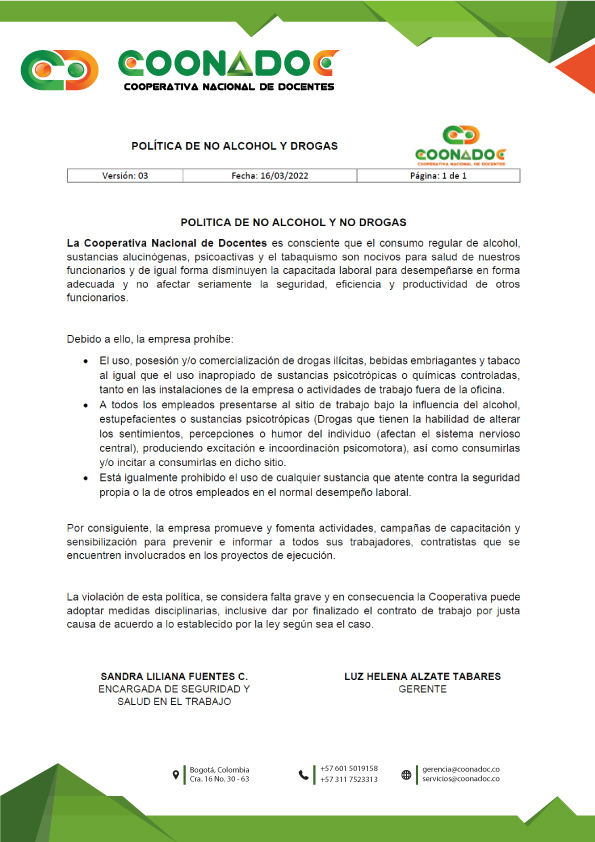 COONADOC
COOPERATIVA NACIONAL DE DOCENTES
POLÍTICA DE NO ALCOHOL Y DROGAS
COONADOC
COOPERATIVA NACIONAL DE DOCENTES
Versión: 03 Fecha: 16/03/2022 Página: 1 de 1
POLITICA DE NO ALCOHOL Y NO DROGAS
La Cooperativa Nacional de Docentes es consciente que el consumo regular de alcohol,
sustancias alucinógenas, psicoactivas y el tabaquismo son nocivos para salud de nuestros
funcionarios y de igual forma disminuyen la capacitada laboral para desempeñarse en forma
adecuada y no afectar seriamente la seguridad, eficiencia y productividad de otros
funcionarios.
Debido a ello, la empresa prohíbe:
• El uso, posesión y/o comercialización de drogas ilícitas, bebidas embriagantes y tabaco
al igual que el uso inapropiado de sustancias psicotrópicas o químicas controladas,
tanto en las instalaciones de la empresa o actividades de trabajo fuera de la oficina.
• A todos los empleados presentarse al sitio de trabajo bajo la influencia del alcohol,
estupefacientes o sustancias psicotrópicas (Drogas que tienen la habilidad de alterar
los sentimientos, percepciones o humor del individuo (afectan el sistema nervioso
central), produciendo excitación e incoordinación psicomotora), así como consumirlas
y/o incitar a consumirlas en dicho sitio.
• Está igualmente prohibido el uso de cualquier sustancia que atente contra la seguridad
propia o la de otros empleados en el normal desempeño laboral.
Por consiguiente, la empresa promueve y fomenta actividades, campañas de capacitación y
sensibilización para prevenir e informar a todos sus trabajadores, contratistas que se
encuentren involucrados en los proyectos de ejecución.
La violación de esta política, se considera falta grave y en consecuencia la Cooperativa puede
adoptar medidas disciplinarias, inclusive dar por finalizado el contrato de trabajo por justa
causa de acuerdo a lo establecido por la ley según sea el caso.
SANDRA LILIANA FUENTES C.
ENCARGADA DE SEGURIDAD Y
SALUD EN EL TRABAJO
LUZ HELENA ALZATE TABARES
GERENTE
Bogotá, Colombia
Cra. 16 No. 30 - 63
+57 601 5019158
+57 311 7523313
gerencia@coonadoc.co
servicios@coonadoc.co